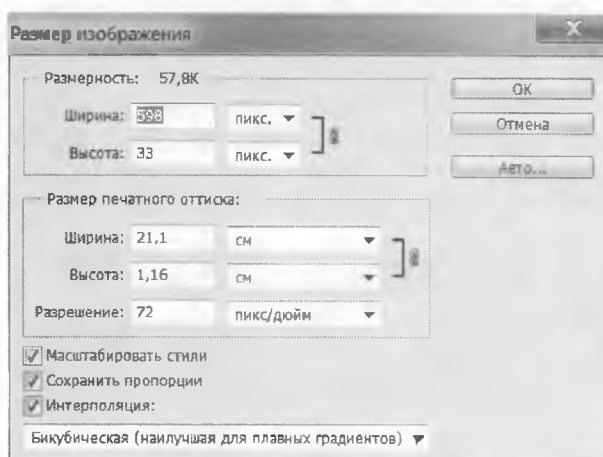 Размер изображения
Размерность: 57,8К
OK
Ширина: 598 пикс.
Отмена
Высота: 33 пикс.
Авто...
Размер печатного оттиска:
Ширина: 21,1 см
Высота: 1,16 см
Разрешение: 72 пикс/дюйм
Масштабировать стили
Сохранить пропорции
Интерполяция:
Бикубическая (наилучшая для плавных градиентов)